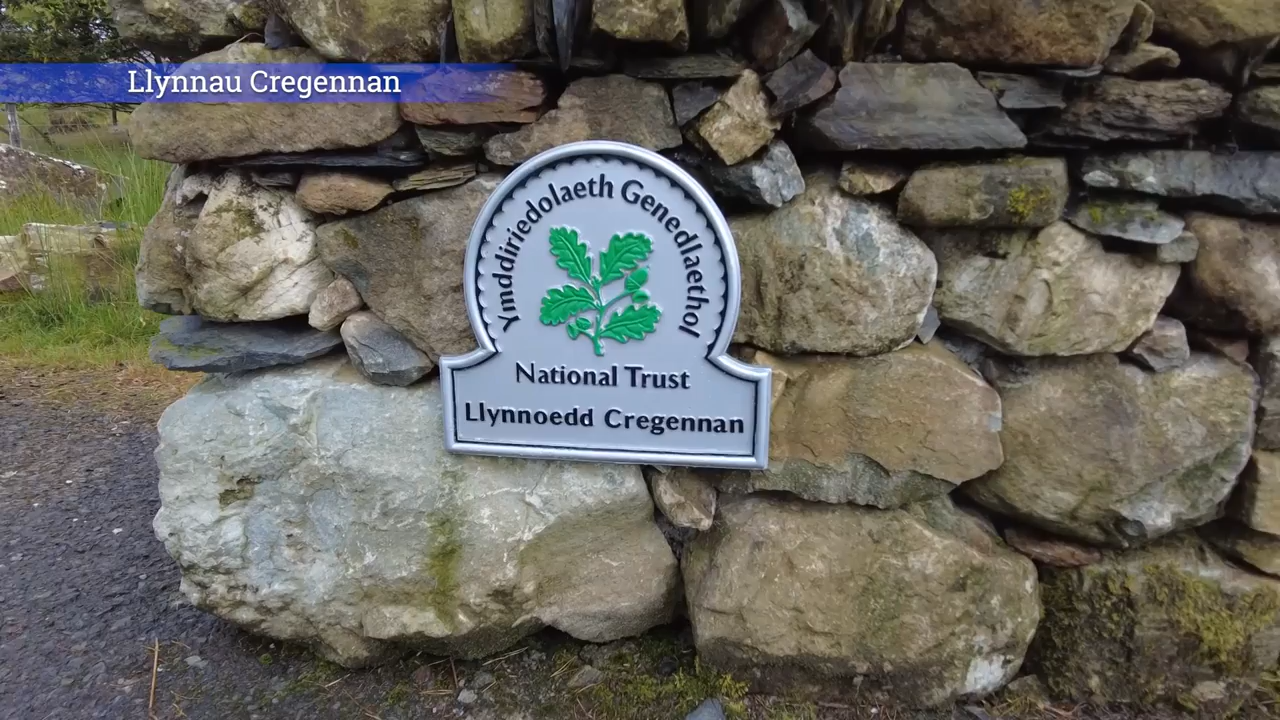 Llynnau Cregennan
Ymddiriedolaeth Genedlaethol
National Trust
Llynnoedd Cregennan